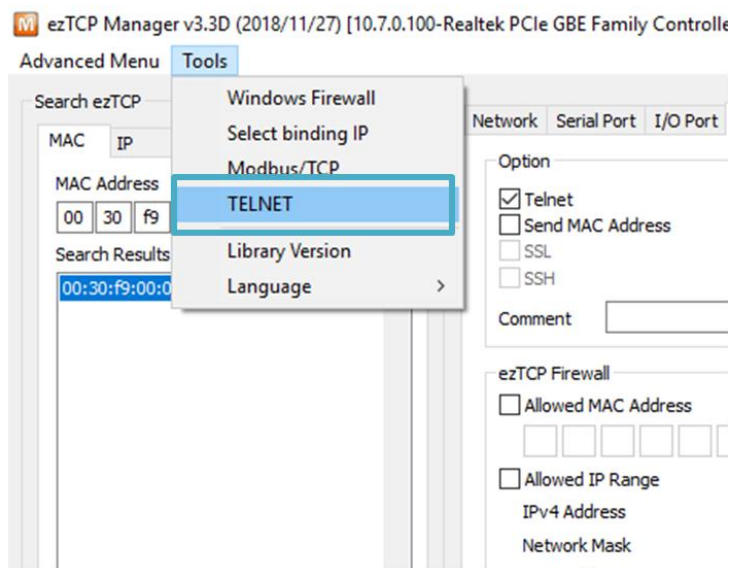 ezTCP Manager v3.3D (2018/11/27) [10.7.0.100-Realtek PCIe GBE Family Controlle
Advanced Menu Tools
Search ezTCP
MAC IP
MAC Address
00 30 f9
Search Results
00:30:f9:00:0
Windows Firewall
Select binding IP
Modbus/TCP
TELNET
Library Version
Language >
Network Serial Port I/O Port
Option
Telnet
Send MAC Address
SSL
SSH
Comment
ezTCP Firewall
Allowed MAC Address
Allowed IP Range
IPv4 Address
Network Mask